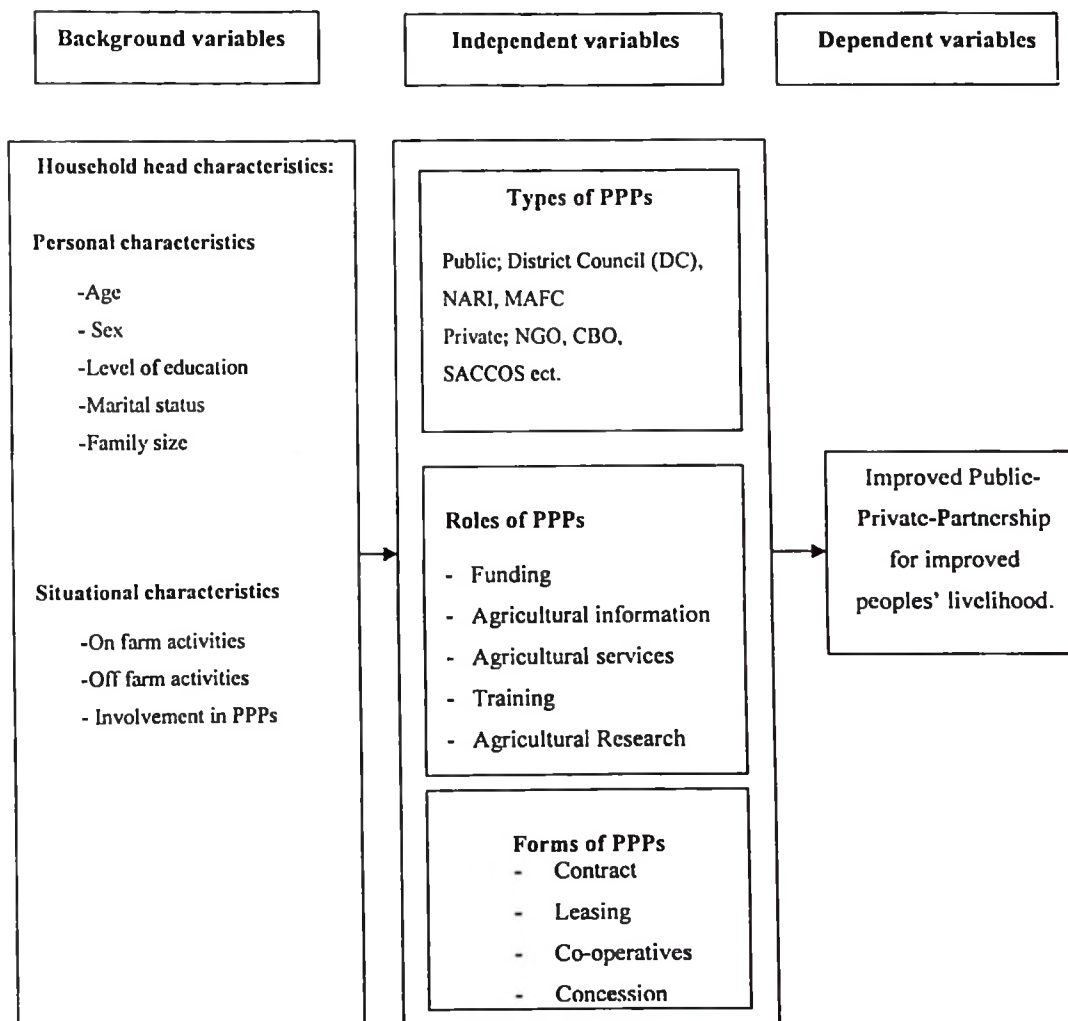 Background variables
Independent variables
Dependent variables
Household head characteristics:
Personal characteristics
-Age
- Sex
-Level of education
-Marital status
-Family size
Situational characteristics
-On farm activities
-Off farm activities
- Involvement in PPPs
Types of PPPs
Public; District Council (DC),
NARI, MAFC
Private; NGO, CBO,
SACCOS ect.
Roles of PPPs
- Funding
- Agricultural information
- Agricultural services
- Training
- Agricultural Research
Forms of PPPs
- Contract
- Leasing
- Co-operatives
- Concession
Improved Public-
Private-Partnership
for improved
peoples' livelihood.